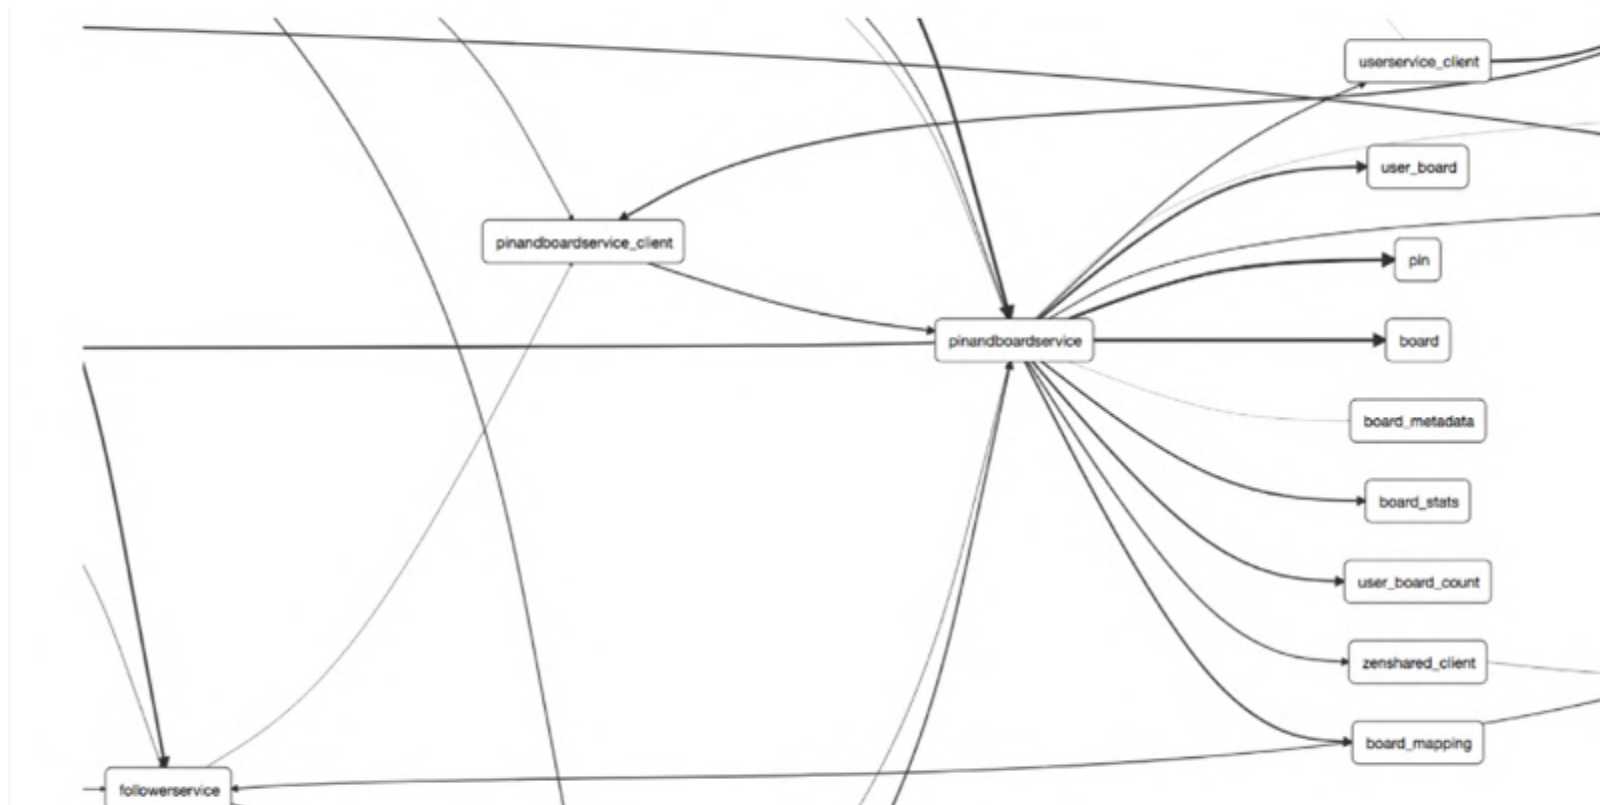 userservice_client
user_board
pinandboardservice_client
pin
pinandboardservice
board
board_metadata
board_stats
user_board_count
zenshared_client
board_mapping
followerservice